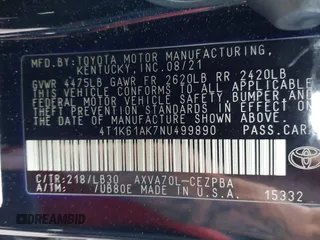 MFD.BY:TOYOTA MOTOR MANUFACTURING,
KENTUCKY, INC. 08/21
GVWR 4475LB GAWR FR 2620LB RR 2420LB
THIS VEHICLE CONFORMS TO ALL APPLICABLE
FEDERAL MOTOR VEHICLE SAFETY, BUMPER, AND
THEFT PREVENTION STANDARDS IN EFFECT ON
THE DATE OF MANUFACTURE SHOWN ABOVE.
4T1K61AK7NU499890 PASS.CAR
C/TR:218/LB30 AXVA70L-CEZPBA
A/TM: 7UB80E MADE IN U.S.A. 15332
TOYOTA
DREAMBID